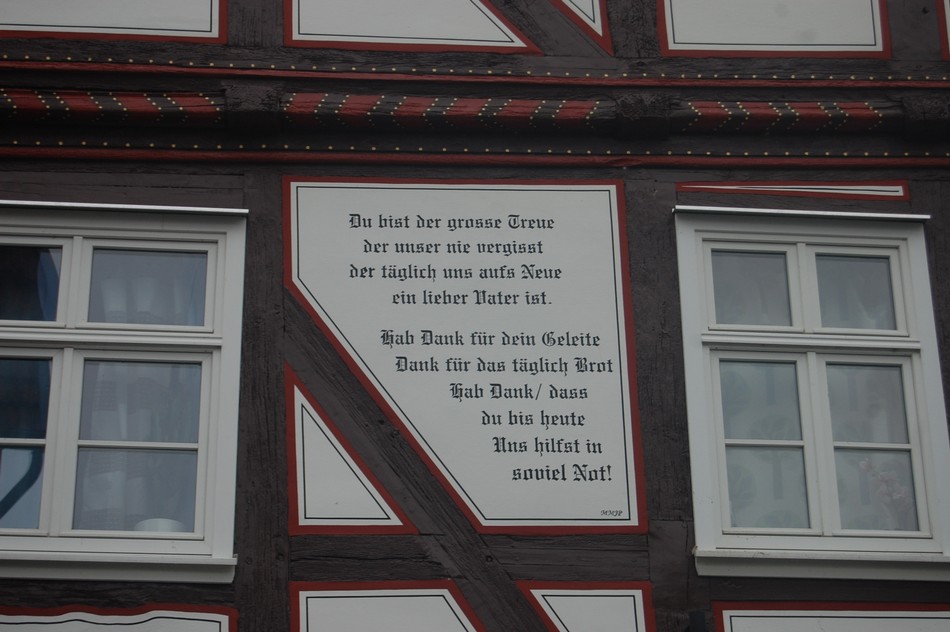 Du bist der grosse Treue
der unser nie vergisst
der täglich uns aufs Neue
ein lieber Vater ist.
Hab Dank für dein Geleite
Dank für das täglich Brot
Hab Dank/ dass
du bis heute
Uns hilfst in
soviel Not!